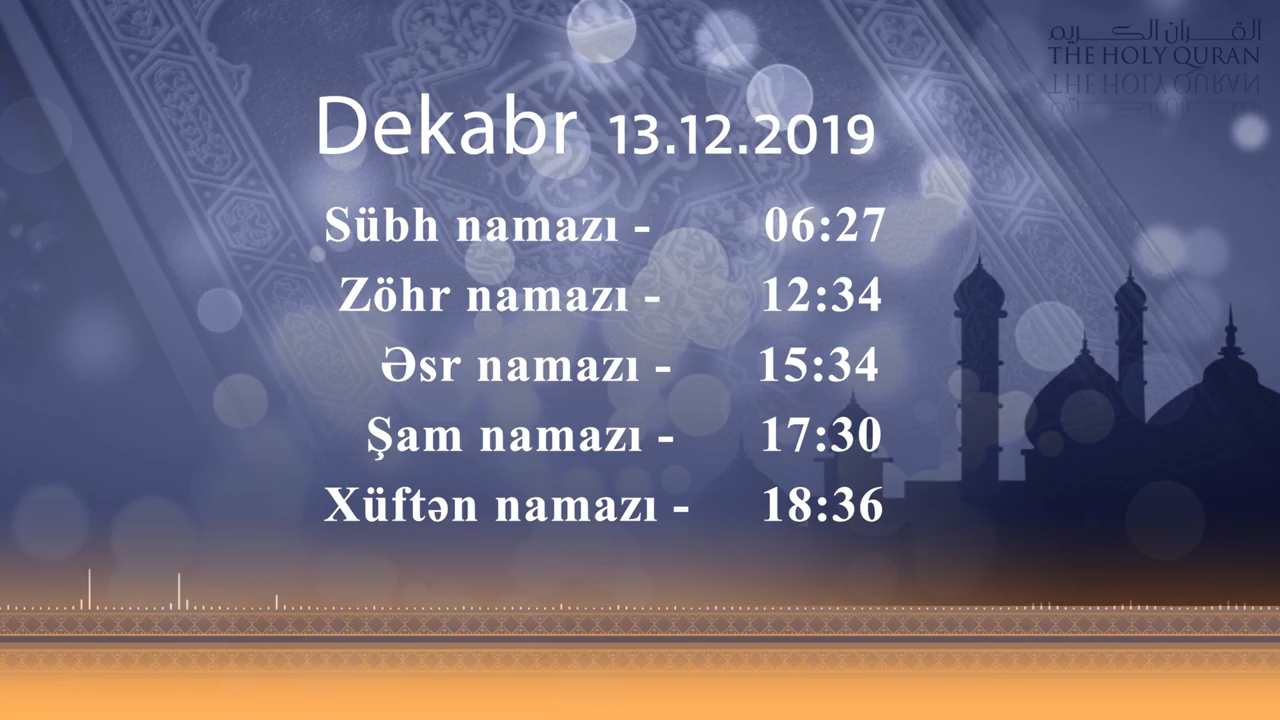 القرآن الكريم
THE HOLY QURAN
Dekabr 13.12.2019
Sübh namazı - 06:27
Zöhr namazı - 12:34
Əsr namazı - 15:34
Şam namazı - 17:30
Xüftən namazı - 18:36